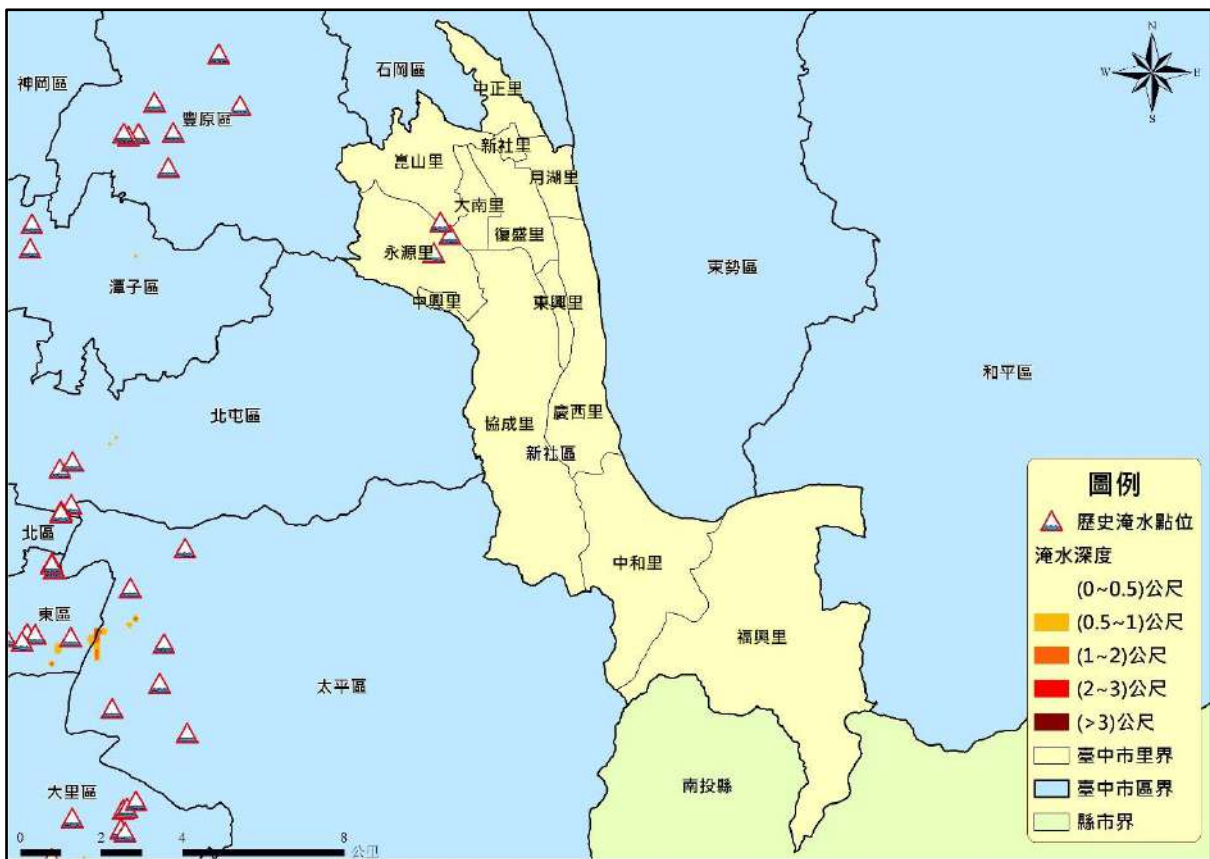 N
W
E
S
神岡區
豐原區
石岡區
中正里
新社里
崑山里
月湖里
大南里
復盛里
永源里
中興里
東興里
潭子區
東勢區
和平區
北屯區
協成里
慶西里
新社區
北區
中和里
東區
福興里
太平區
大里區
南投縣
圖例
歷史淹水點位
淹水深度
(0~0.5)公尺
(0.5~1)公尺
(1~2)公尺
(2~3)公尺
(>3)公尺
臺中市里界
臺中市區界
縣市界
0 2 4 8
公里